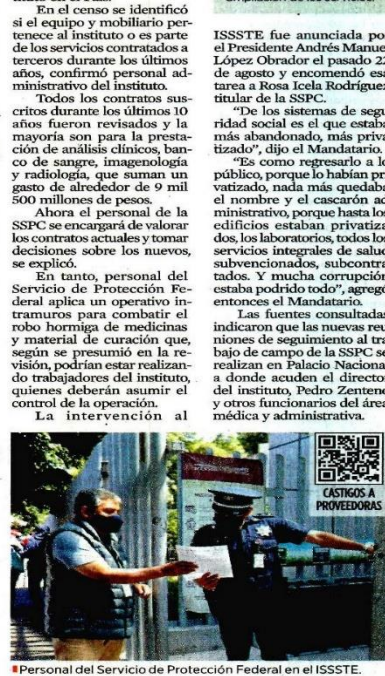 En el censo se identificó
si el equipo y mobiliario per-
tenece al instituto o es parte
de los servicios contratados a
terceros durante los últimos
años, confirmó personal ad-
ministrativo del instituto.
Todos los contratos sus-
critos durante los últimos 10
años fueron revisados y la
mayoría son para la presta-
ción de análisis clínicos, ban-
co de sangre, imagenología
y radiología, que suman un
gasto de alrededor de 9 mil
500 millones de pesos.
Ahora el personal de la
SSPC se encargará de valorar
los contratos actuales y tomar
decisiones sobre los nuevos,
se explicó.
En tanto, personal del
Servicio de Protección Fe-
deral aplica un operativo in-
tramuros para combatir el
robo hormiga de medicinas
y material de curación que,
según se presumió en la re-
visión, podrían estar realizan-
do trabajadores del instituto,
quienes deberán asumir el
control de la operación.
La intervención al
ISSSTE fue anunciada por
el Presidente Andrés Manuel
López Obrador el pasado 22
de agosto y encomendó esa
tarea a Rosa Icela Rodríguez,
titular de la SSPC.
"De los sistemas de segu-
ridad social es el que estaba
más abandonado, más priva-
tizado", dijo el Mandatario.
"Es como regresarlo a lo
público, porque lo habían pri-
vatizado, nada más quedaba
el nombre y el cascarón ad-
ministrativo, porque hasta los
edificios estaban privatiza-
dos, los laboratorios, todos los
servicios integrales de salud
subvencionados, subcontra-
tados. Y mucha corrupción,
estaba podrido todo", agregó
entonces el Mandatario.
Las fuentes consultadas
indicaron que las nuevas reu-
niones de seguimiento al tra-
bajo de campo de la SSPC se
realizan en Palacio Nacional
a donde acuden el director
del instituto, Pedro Zenteno
y otros funcionarios del área
médica y administrativa.
CASTIGOS A
PROVEEDORAS
Personal del Servicio de Protección Federal en el ISSSTE.